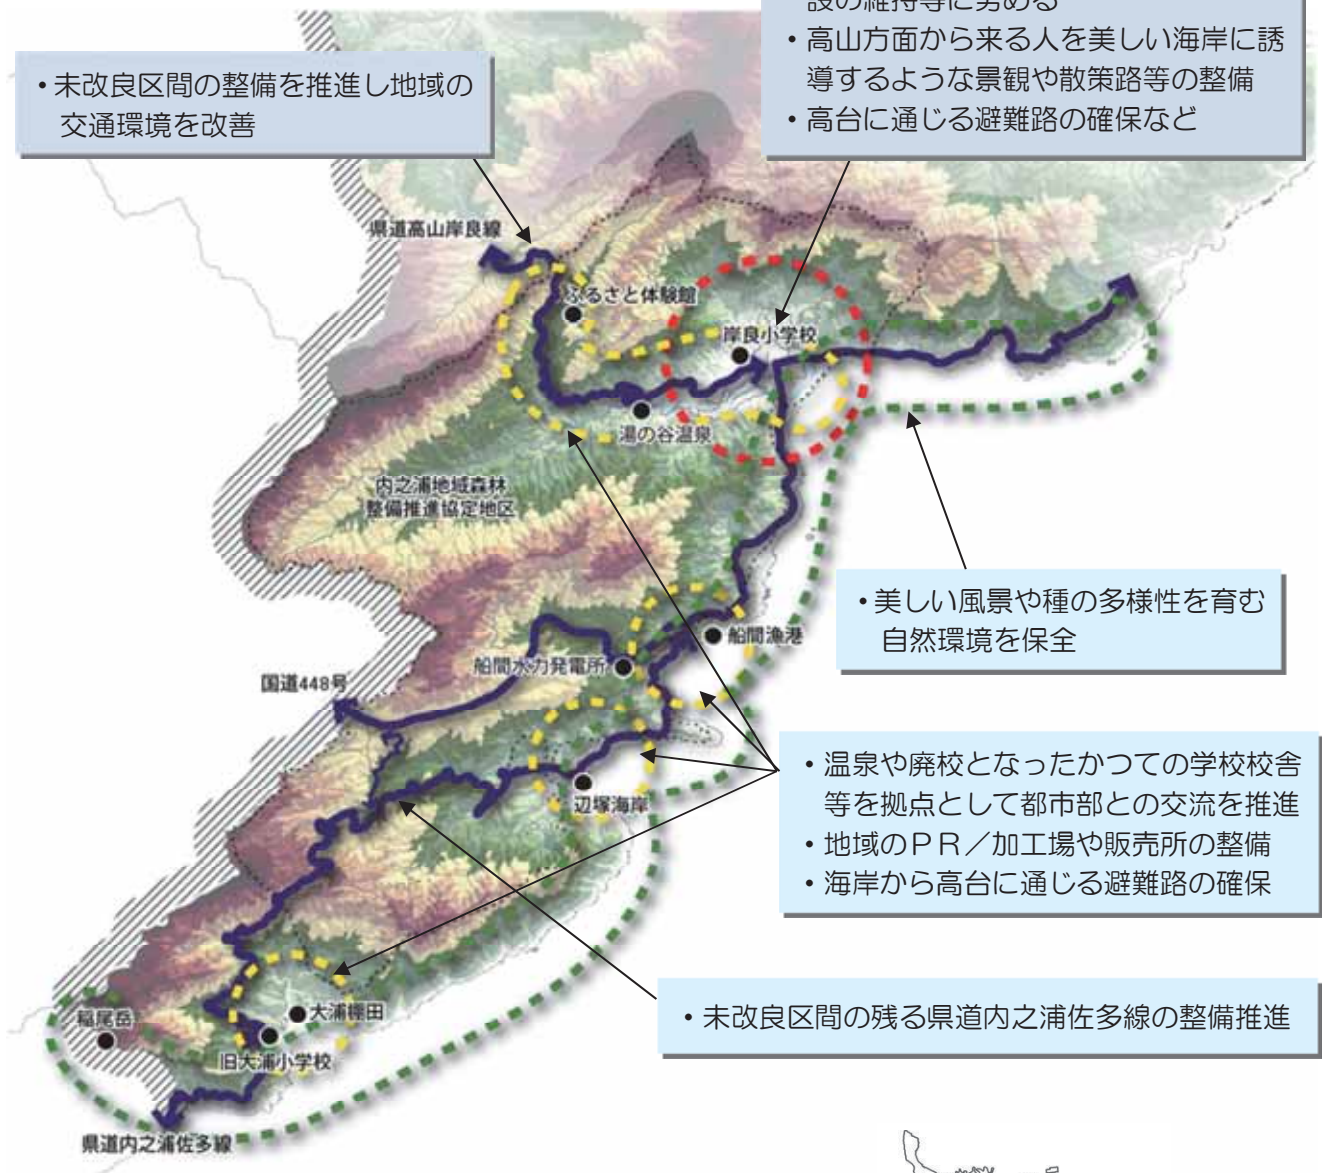 設の維持等に努める
・高山方面から来る人を美しい海岸に誘
導するような景観や散策路等の整備
・高台に通じる避難路の確保など
・未改良区間の整備を推進し地域の
交通環境を改善
県道高山岸良線
ふるさと体験館
岸良小学校
湯の谷温泉
内之浦地域森林
整備推進協定地区
・美しい風景や種の多様性を育む
自然環境を保全
船間漁港
船間水力発電所
国道448号
・温泉や廃校となったかつての学校校舎
等を拠点として都市部との交流を推進
・地域のPR／加工場や販売所の整備
・海岸から高台に通じる避難路の確保
辺塚海岸
・未改良区間の残る県道内之浦佐多線の整備推進
大浦棚田
稲尾岳
旧大浦小学校
県道内之浦佐多線